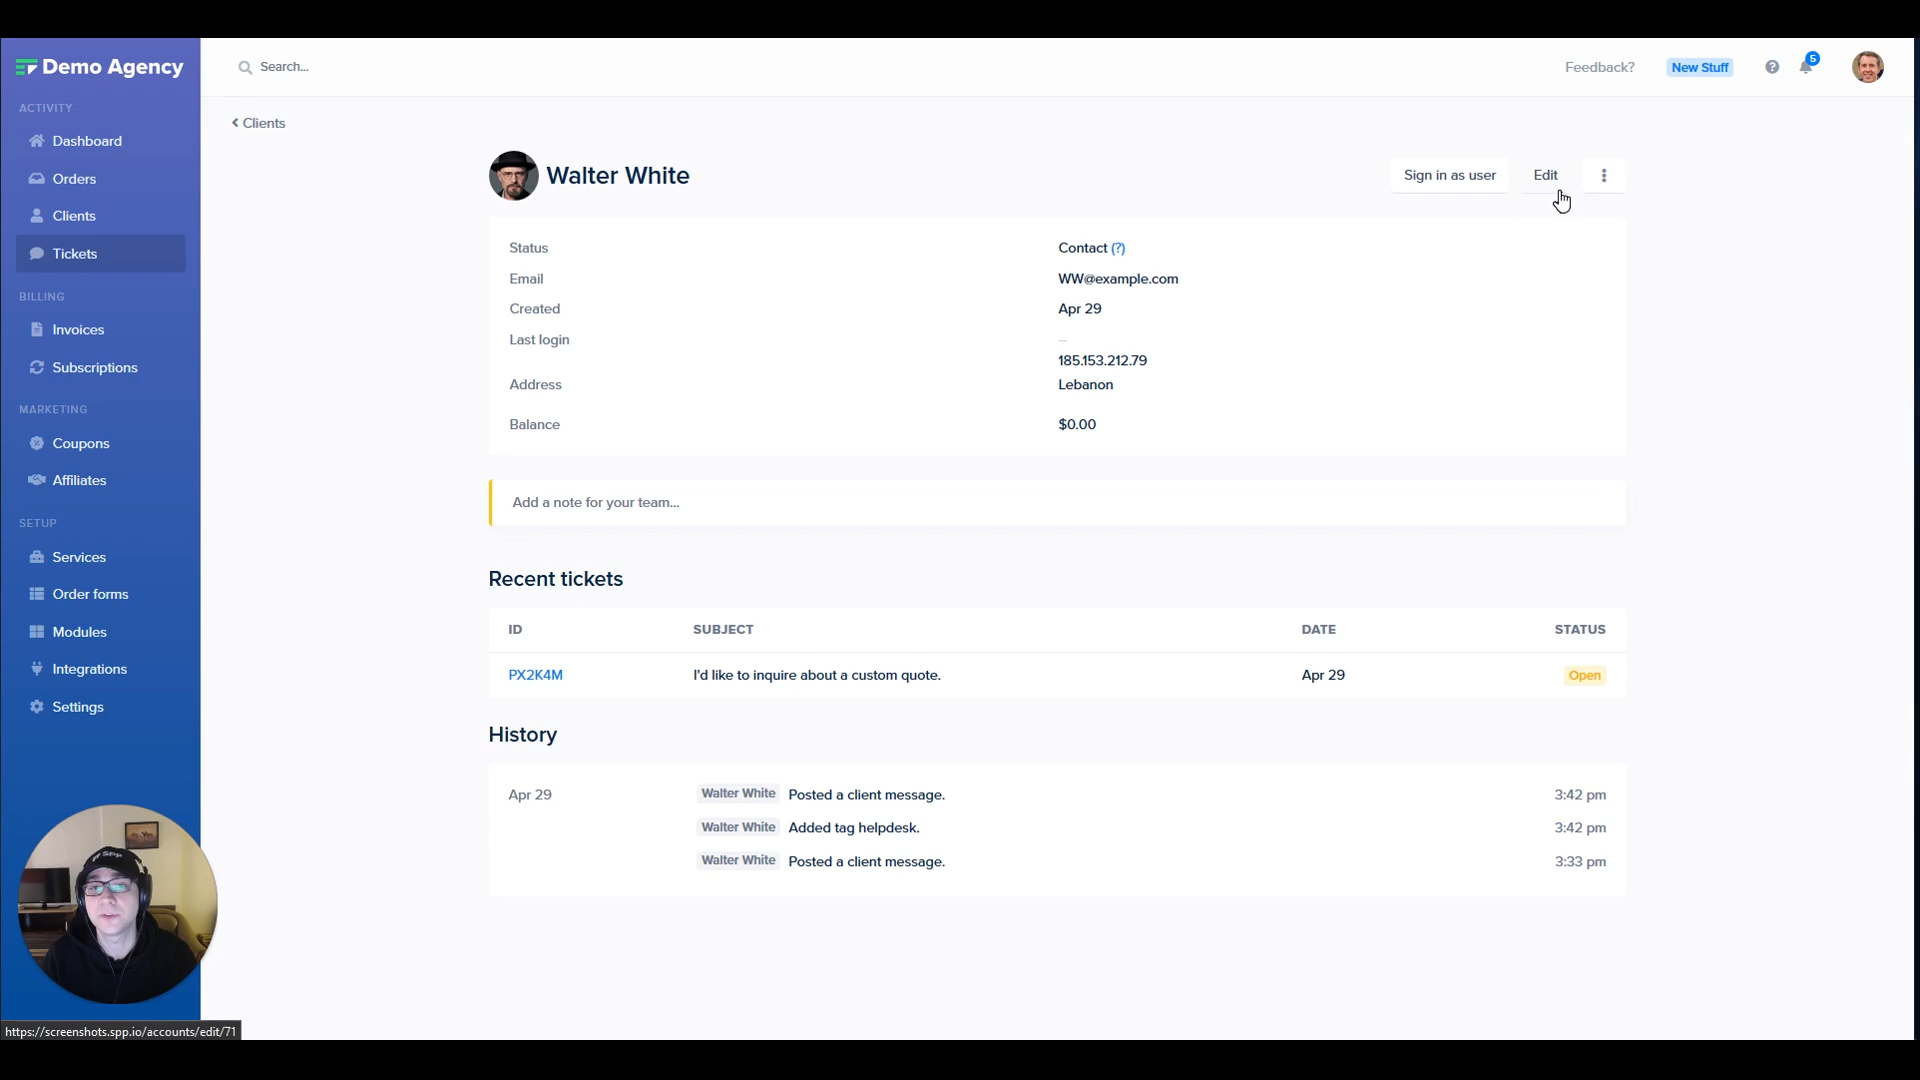 Demo Agency
Search...
Feedback?
New Stuff
5
ACTIVITY
Dashboard
Orders
Clients
Tickets
BILLING
Invoices
Subscriptions
MARKETING
Coupons
Affiliates
SETUP
Services
Order forms
Modules
Integrations
Settings
Clients
Walter White
Sign in as user
Edit
Status Contact (?)
Email WW@example.com
Created Apr 29
Last login –
185.153.212.79
Address Lebanon
Balance $0.00
Add a note for your team...
Recent tickets
ID SUBJECT DATE STATUS
PX2K4M I'd like to inquire about a custom quote. Apr 29 Open
History
Apr 29 Walter White Posted a client message. 3:42 pm
Walter White Added tag helpdesk. 3:42 pm
Walter White Posted a client message. 3:33 pm
Spp
https://screenshots.spp.io/accounts/edit/71